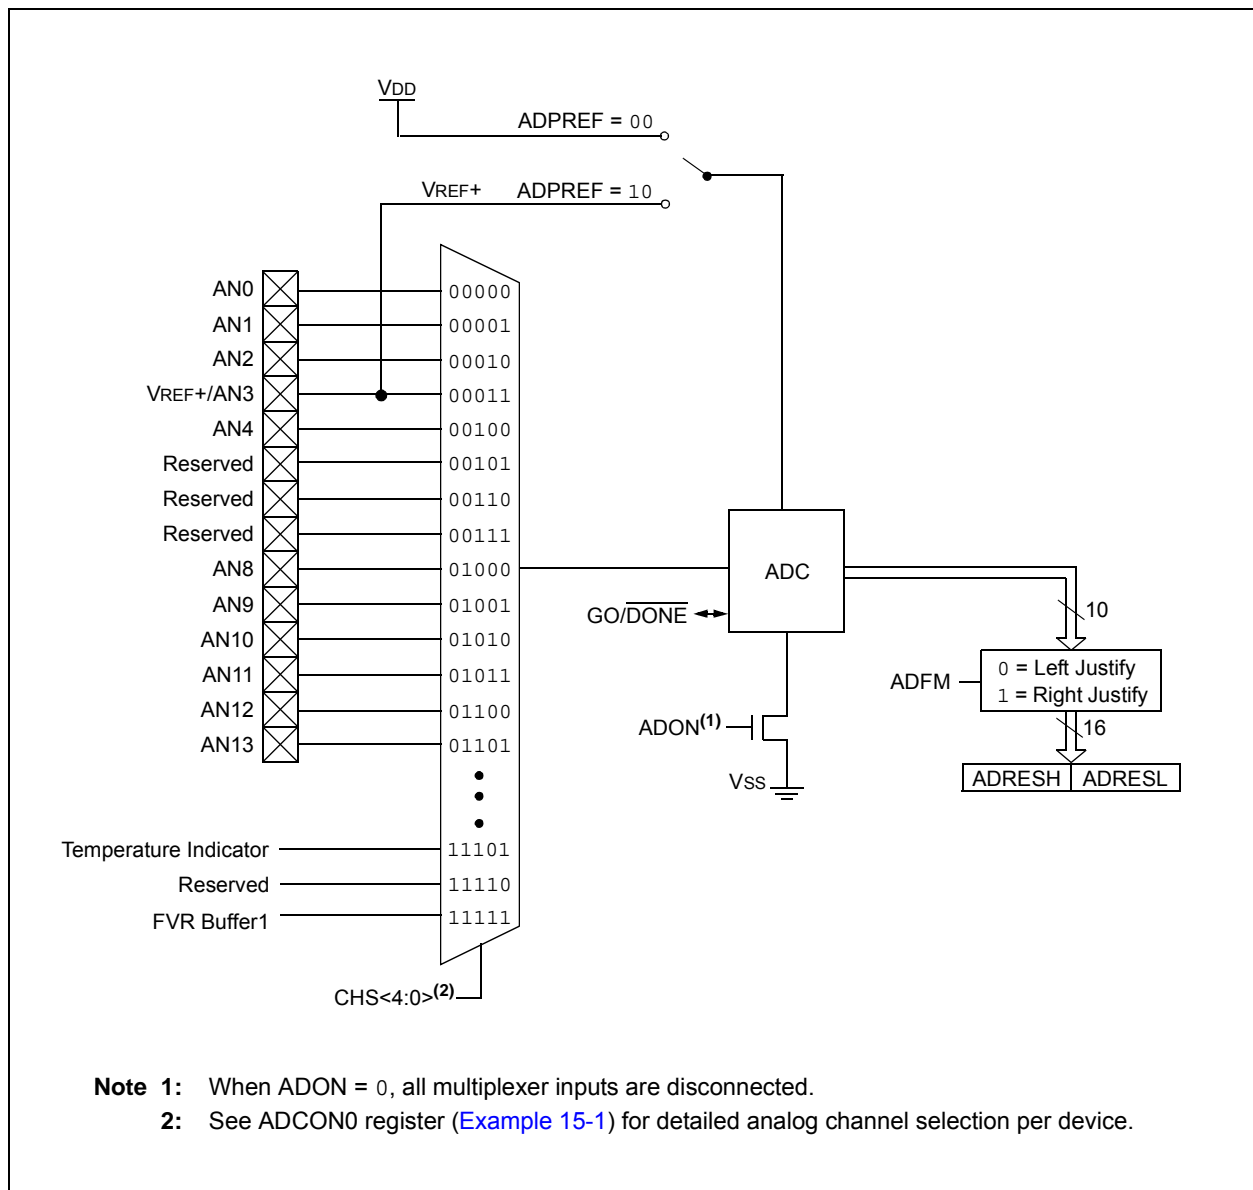 VDD
ADPREF = 00
VREF+ ADPREF = 10
AN0 00000
AN1 00001
AN2 00010
VREF+/AN3 00011
AN4 00100
Reserved 00101
Reserved 00110
Reserved 00111
AN8 01000
AN9 01001
AN10 01010
AN11 01011
AN12 01100
AN13 01101
Temperature Indicator 11101
Reserved 11110
FVR Buffer1 11111
CHS<4:0>(2)
ADC
GO/DONE
ADON(1)
VSS
10
ADFM
0 = Left Justify
1 = Right Justify
16
ADRESH ADRESL
Note 1: When ADON = 0, all multiplexer inputs are disconnected.
2: See ADCON0 register (Example 15-1) for detailed analog channel selection per device.